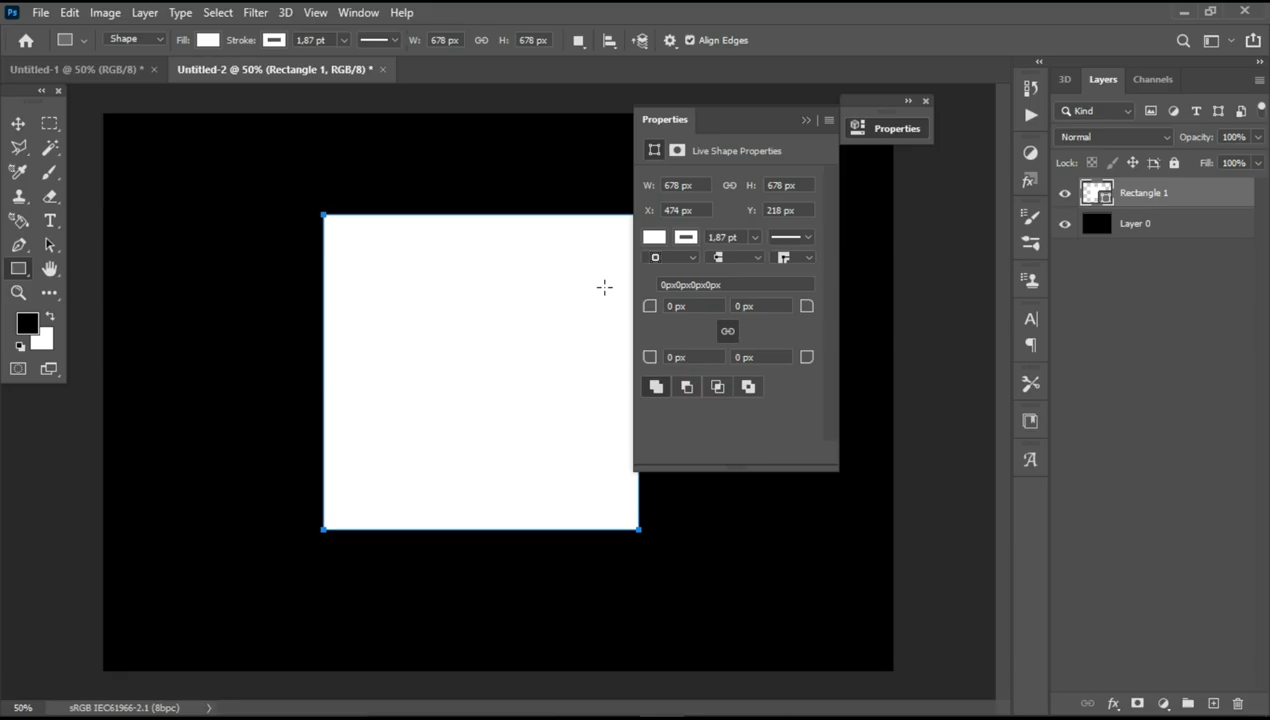 Ps File Edit Image Layer Type Select Filter 3D View Window Help
Shape Fill: Stroke: 1,87 pt W: 678 px H: 678 px Align Edges
Untitled-1 @ 50% (RGB/8) * × Untitled-2 @ 50% (Rectangle 1, RGB/8) * ×
3D Layers Channels
Kind
Normal Opacity: 100%
Lock: Fill: 100%
Rectangle 1
Layer 0
Properties
Properties
Live Shape Properties
W: 678 px H: 678 px
X: 474 px Y: 218 px
1,87 pt
0px0px0px0px
0 px 0 px
0 px 0 px
T
A
¶
A
50% sRGB IEC61966-2.1 (8bpc)